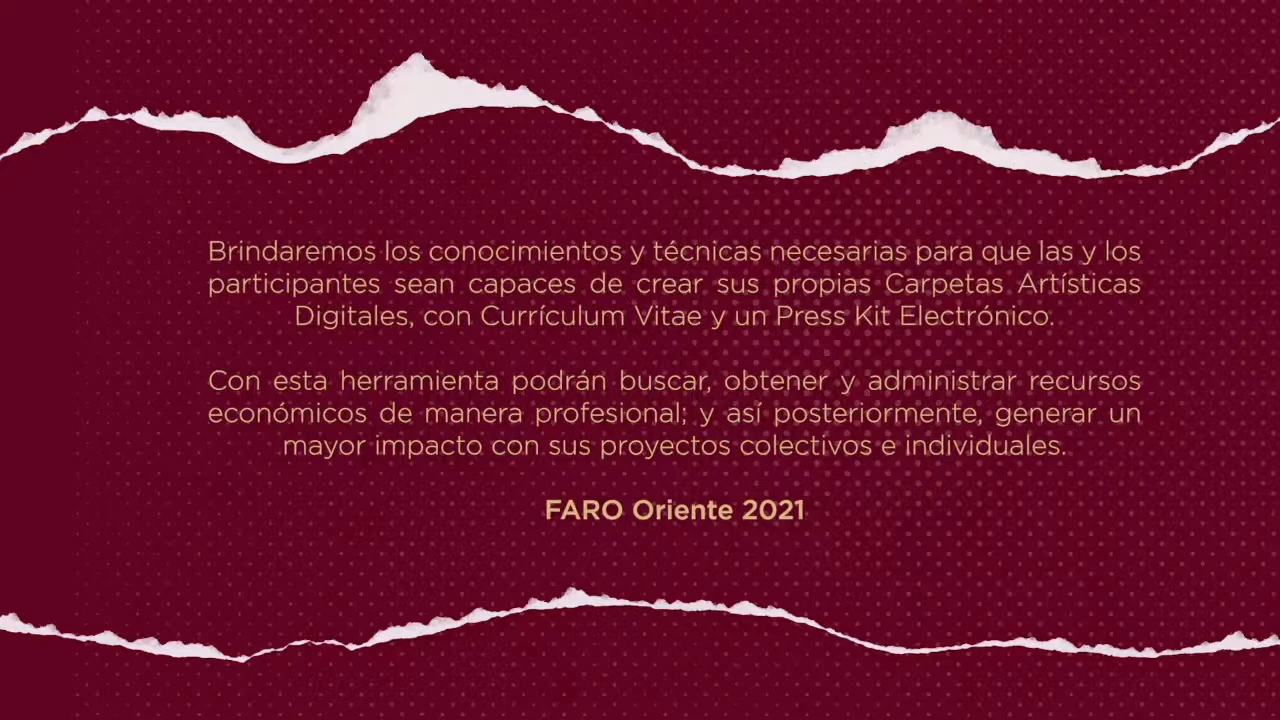 Brindaremos los conocimientos y técnicas necesarias para que las y los
participantes sean capaces de crear sus propias Carpetas Artísticas
Digitales, con Currículum Vitae y un Press Kit Electrónico.
Con esta herramienta podrán buscar, obtener y administrar recursos
económicos de manera profesional; y así posteriormente, generar un
mayor impacto con sus proyectos colectivos e individuales.
FARO Oriente 2021